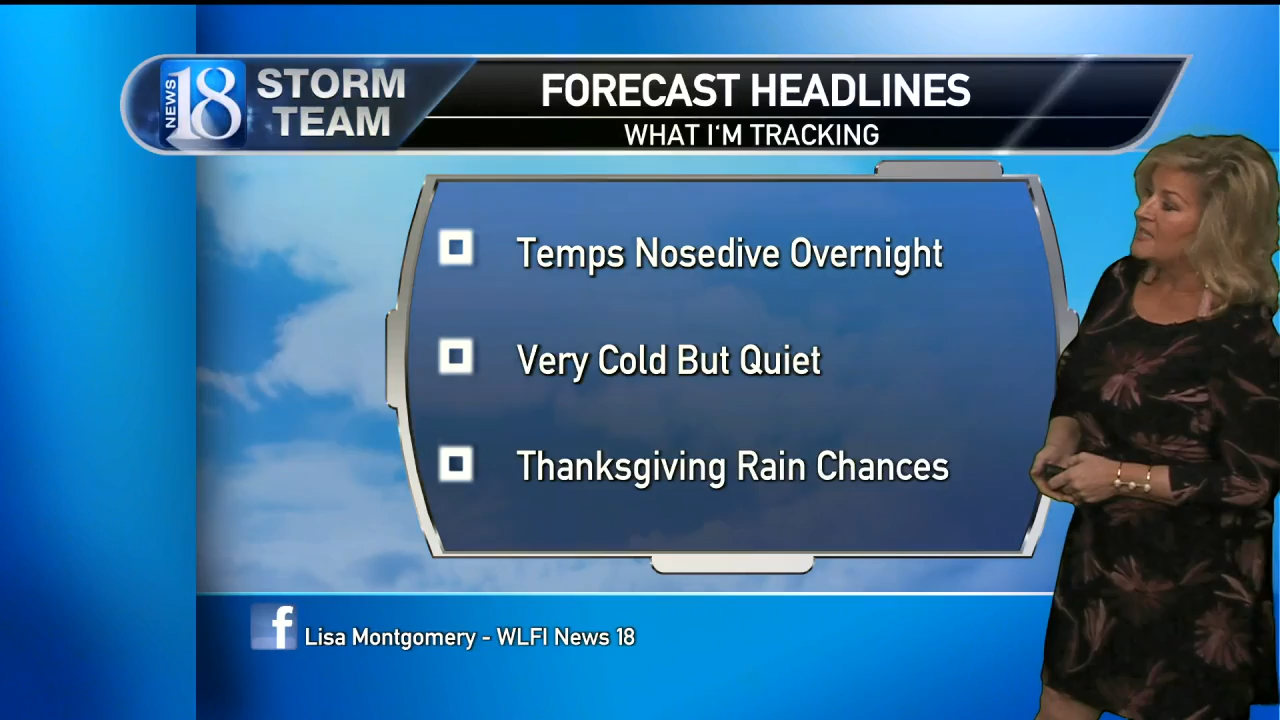 NEWS 18 STORM TEAM
FORECAST HEADLINES
WHAT I'M TRACKING
Temps Nosedive Overnight
Very Cold But Quiet
Thanksgiving Rain Chances
f Lisa Montgomery - WLFI News 18